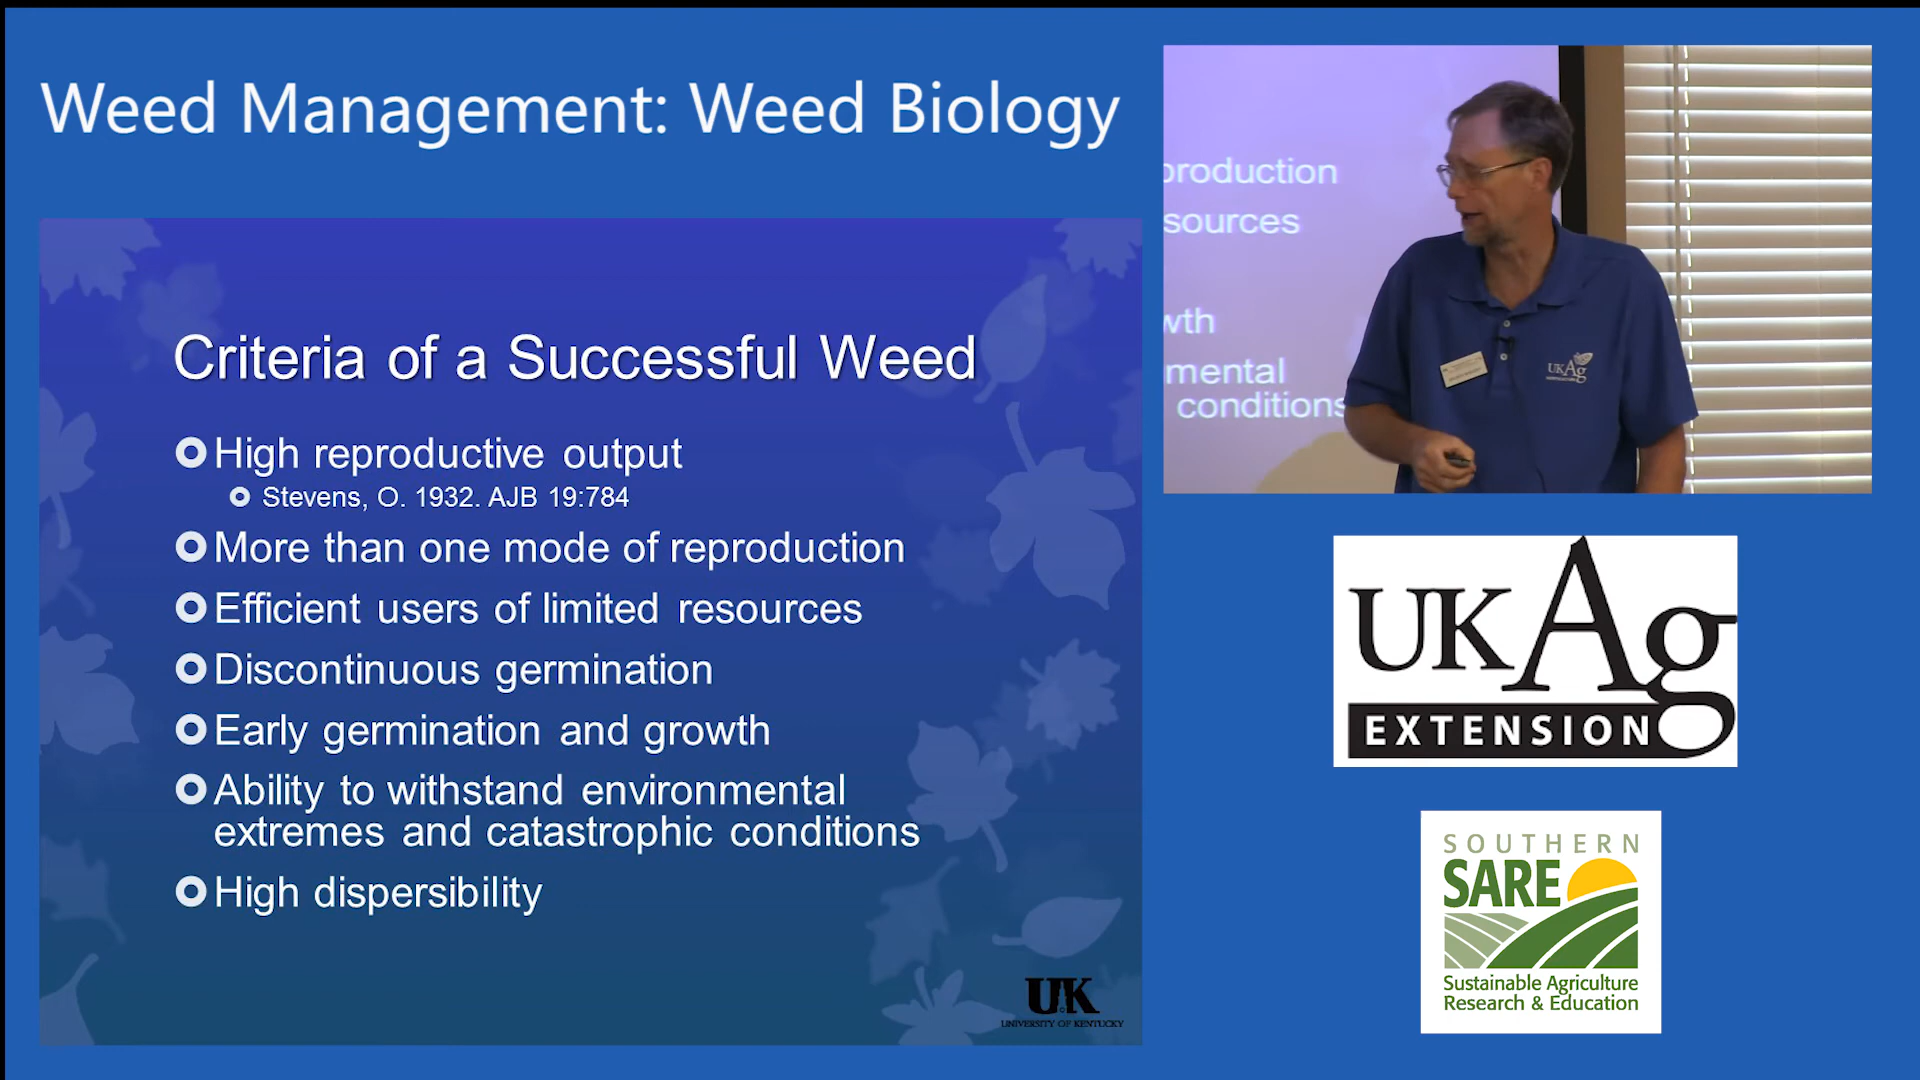 Weed Management: Weed Biology
Criteria of a Successful Weed
High reproductive output
Stevens, O. 1932. AJB 19:784
More than one mode of reproduction
Efficient users of limited resources
Discontinuous germination
Early germination and growth
Ability to withstand environmental
extremes and catastrophic conditions
High dispersibility
UK
UNIVERSITY OF KENTUCKY
production
sources
wth
mental
conditions
UKAg
UKAg
EXTENSION
SOUTHERN
SARE
Sustainable Agriculture
Research & Education